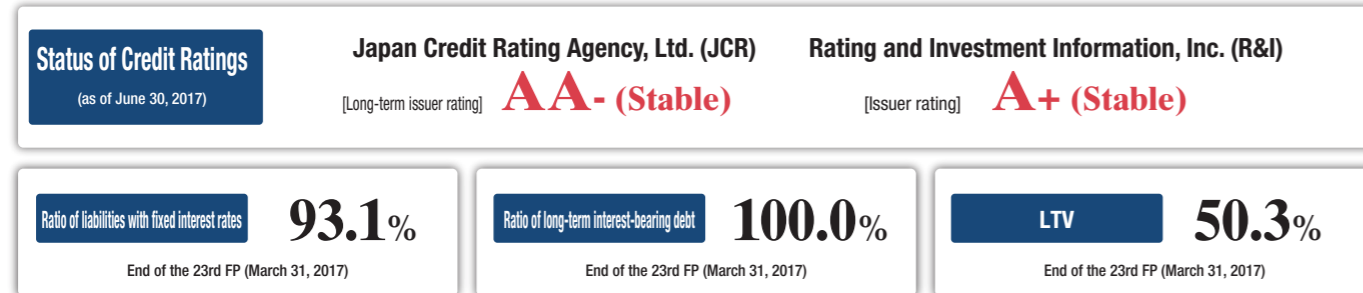 Status of Credit Ratings
(as of June 30, 2017)
Japan Credit Rating Agency, Ltd. (JCR)
[Long-term issuer rating] AA- (Stable)
Rating and Investment Information, Inc. (R&I)
[Issuer rating] A+ (Stable)
Ratio of liabilities with fixed interest rates 93.1%
End of the 23rd FP (March 31, 2017)
Ratio of long-term interest-bearing debt 100.0%
End of the 23rd FP (March 31, 2017)
LTV 50.3%
End of the 23rd FP (March 31, 2017)